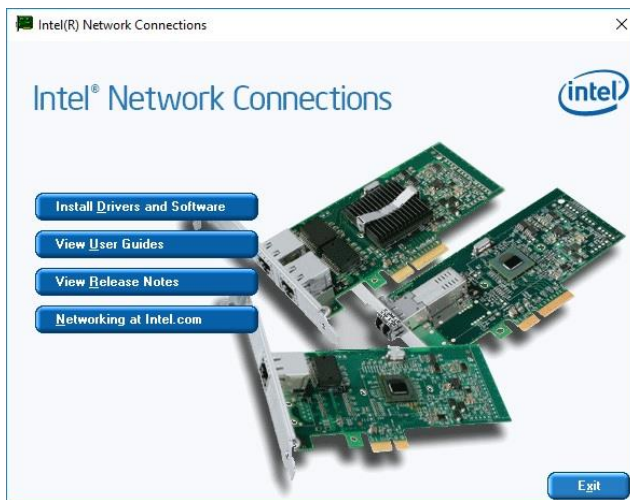 Intel(R) Network Connections
Intel® Network Connections
intel
Install Drivers and Software
View User Guides
View Release Notes
Networking at Intel.com
Exit